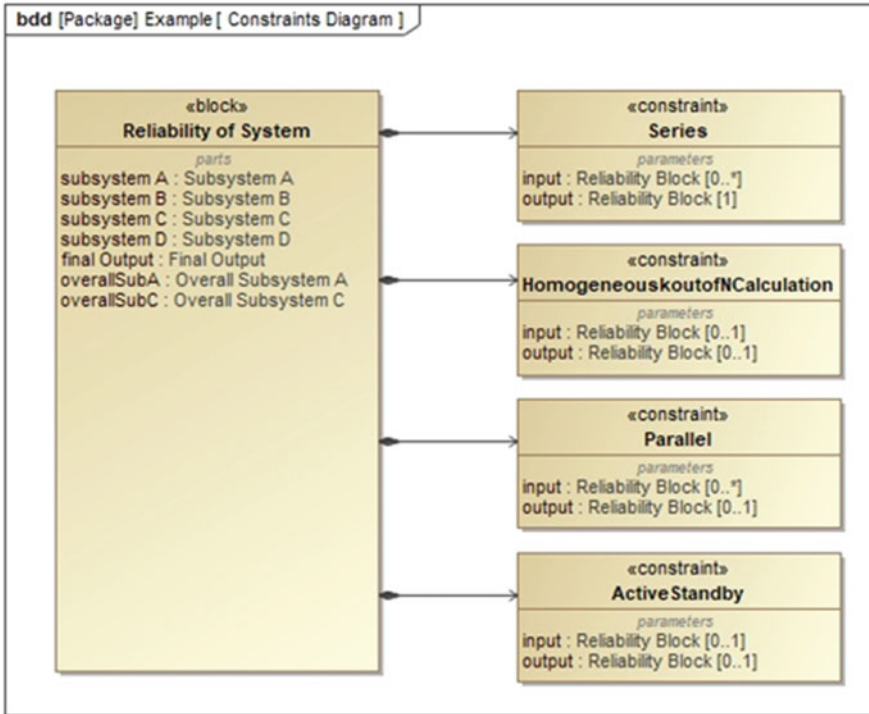 bdd [Package] Example [ Constraints Diagram ]
«block»
Reliability of System
parts
subsystem A : Subsystem A
subsystem B : Subsystem B
subsystem C : Subsystem C
subsystem D : Subsystem D
final Output : Final Output
overallSubA : Overall Subsystem A
overallSubC : Overall Subsystem C
«constraint»
Series
parameters
input : Reliability Block [0..*]
output : Reliability Block [1]
«constraint»
HomogeneouskoutofNCalculation
parameters
input : Reliability Block [0..1]
output : Reliability Block [0..1]
«constraint»
Parallel
parameters
input : Reliability Block [0..*]
output : Reliability Block [0..1]
«constraint»
ActiveStandby
parameters
input : Reliability Block [0..1]
output : Reliability Block [0..1]